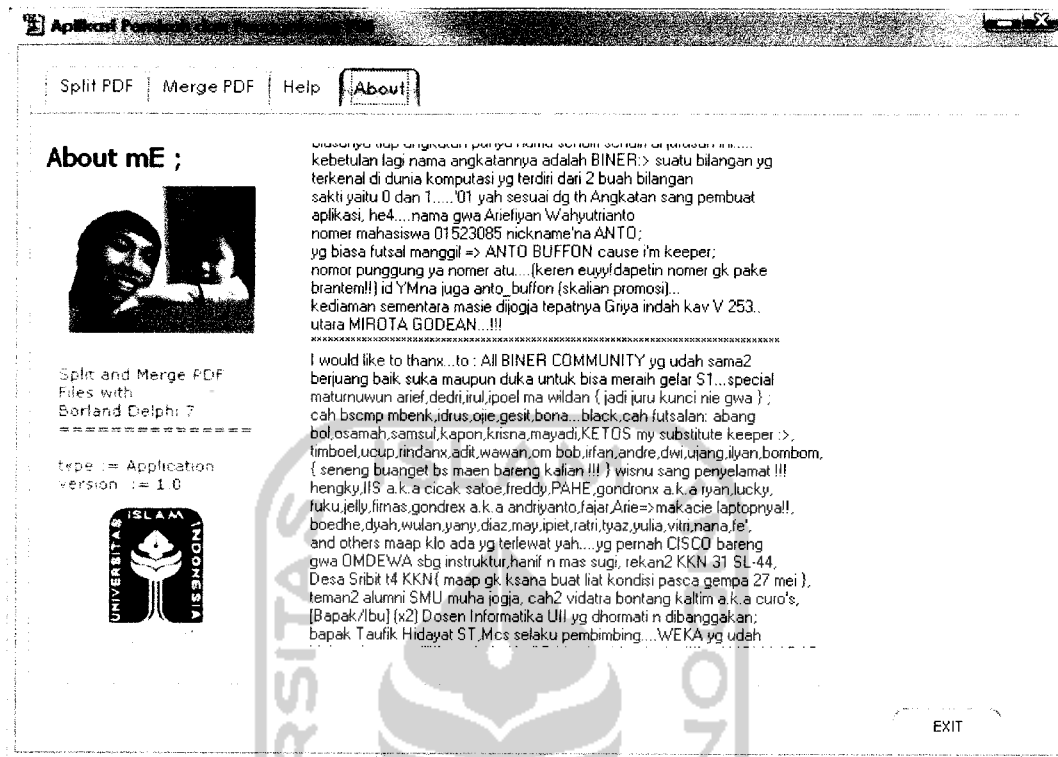 Aplikasi
Split PDF
Merge PDF
Help
About
About mE ;
Split and Merge PDF
Files with
Borland Delphi 7
===============
type := Application
version := 1.0
UNIVERSITAS ISLAM INDONESIA
kebetulan lagi nama angkatannya adalah BINER:> suatu bilangan yg
terkenal di dunia komputasi yg terdiri dari 2 buah bilangan
sakti yaitu 0 dan 1.....'01 yah sesuai dg th Angkatan sang pembuat
aplikasi, he4....nama gwa Ariefiyan Wahyutrianto
nomer mahasiswa 01523085 nickname'na ANTO;
yg biasa futsal manggil => ANTO BUFFON cause i'm keeper;
nomor punggung ya nomer atu....(keren euyy!dapetin nomer gk pake
brantem!!) id YMna juga anto_buffon (skalian promosi)...
kediaman sementara masie dijogja tepatnya Griya indah kav V 253..
utara MIROTA GODEAN...!!!
I would like to thanx...to : All BINER COMMUNITY yg udah sama2
berjuang baik suka maupun duka untuk bisa meraih gelar S1...special
maturnuwun arief,dedri,irul,ipoel ma wildan { jadi juru kunci nie gwa } ;
cah bscmp mbenk,idrus,ojie,gesit,bona...black,cah futsalan: abang
bol,osamah,samsul,kapon,krisna,mayadi,KETOS my substitute keeper :>,
timboel,ucup,rindanx,adit,wawan,om bob,irfan,andre,dwi,ujang,ilyan,bombom,
{ seneng buanget bs maen bareng kalian !!! } wisnu sang penyelamat !!!
hengky,IIS a.k.a cicak satoe,freddy,PAHE,gondronx a.k.a ryan,lucky,
fuku,jelly,firnas,gondrex a.k.a andriyanto,fajar,Arie=>makacie laptopnya!!,
boedhe,dyah,wulan,yany,diaz,may,ipiet,ratri,tyaz,yulia,vitri,nana,fe',
and others maap klo ada yg terlewat yah....yg pernah CISCO bareng
gwa OMDEWA sbg instruktur,hanif n mas sugi, rekan2 KKN 31 SL-44,
Desa Sribit t4 KKN{ maap gk ksana buat liat kondisi pasca gempa 27 mei },
teman2 alumni SMU muha jogja, cah2 vidatra bontang kaltim a.k.a curo's,
[Bapak/Ibu] (x2) Dosen Informatika UII yg dhormati n dibanggakan;
bapak Taufik Hidayat ST,Mcs selaku pembimbing....WEKA yg udah
EXIT